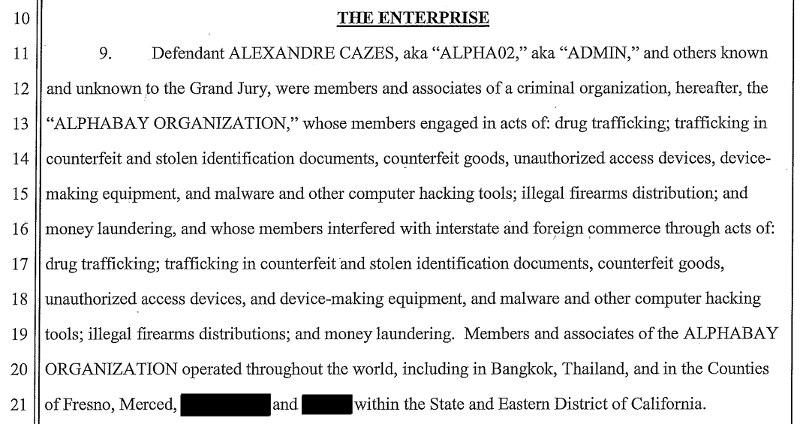 10 THE ENTERPRISE
11 9. Defendant ALEXANDRE CAZES, aka “ALPHA02,” aka “ADMIN,” and others known
12 and unknown to the Grand Jury, were members and associates of a criminal organization, hereafter, the
13 “ALPHABAY ORGANIZATION,” whose members engaged in acts of: drug trafficking; trafficking in
14 counterfeit and stolen identification documents, counterfeit goods, unauthorized access devices, device-
15 making equipment, and malware and other computer hacking tools; illegal firearms distribution; and
16 money laundering, and whose members interfered with interstate and foreign commerce through acts of:
17 drug trafficking; trafficking in counterfeit and stolen identification documents, counterfeit goods,
18 unauthorized access devices, and device-making equipment, and malware and other computer hacking
19 tools; illegal firearms distributions; and money laundering. Members and associates of the ALPHABAY
20 ORGANIZATION operated throughout the world, including in Bangkok, Thailand, and in the Counties
21 of Fresno, Merced, and within the State and Eastern District of California.